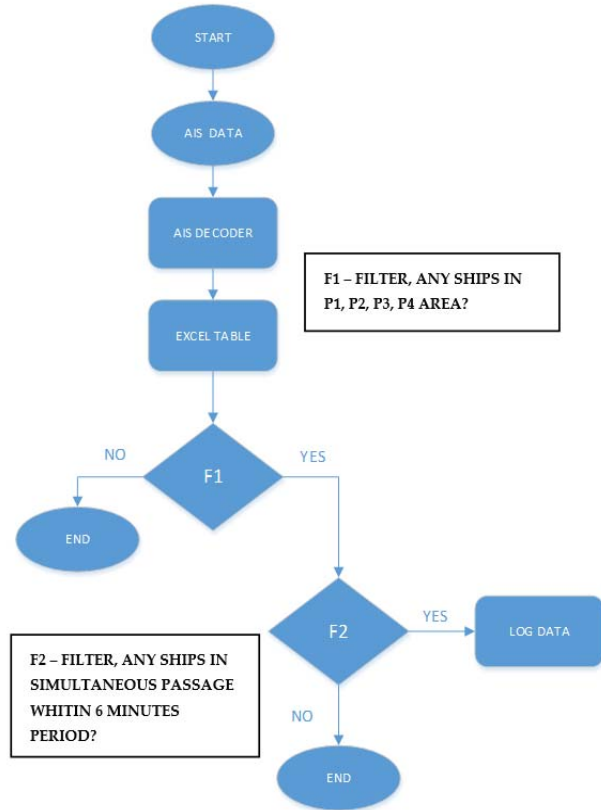 START
AIS DATA
AIS DECODER
F1 – FILTER, ANY SHIPS IN
P1, P2, P3, P4 AREA?
EXCEL TABLE
NO
YES
F1
END
F2
YES
LOG DATA
F2 – FILTER, ANY SHIPS IN
SIMULTANEOUS PASSAGE
WHITIN 6 MINUTES
PERIOD?
NO
END